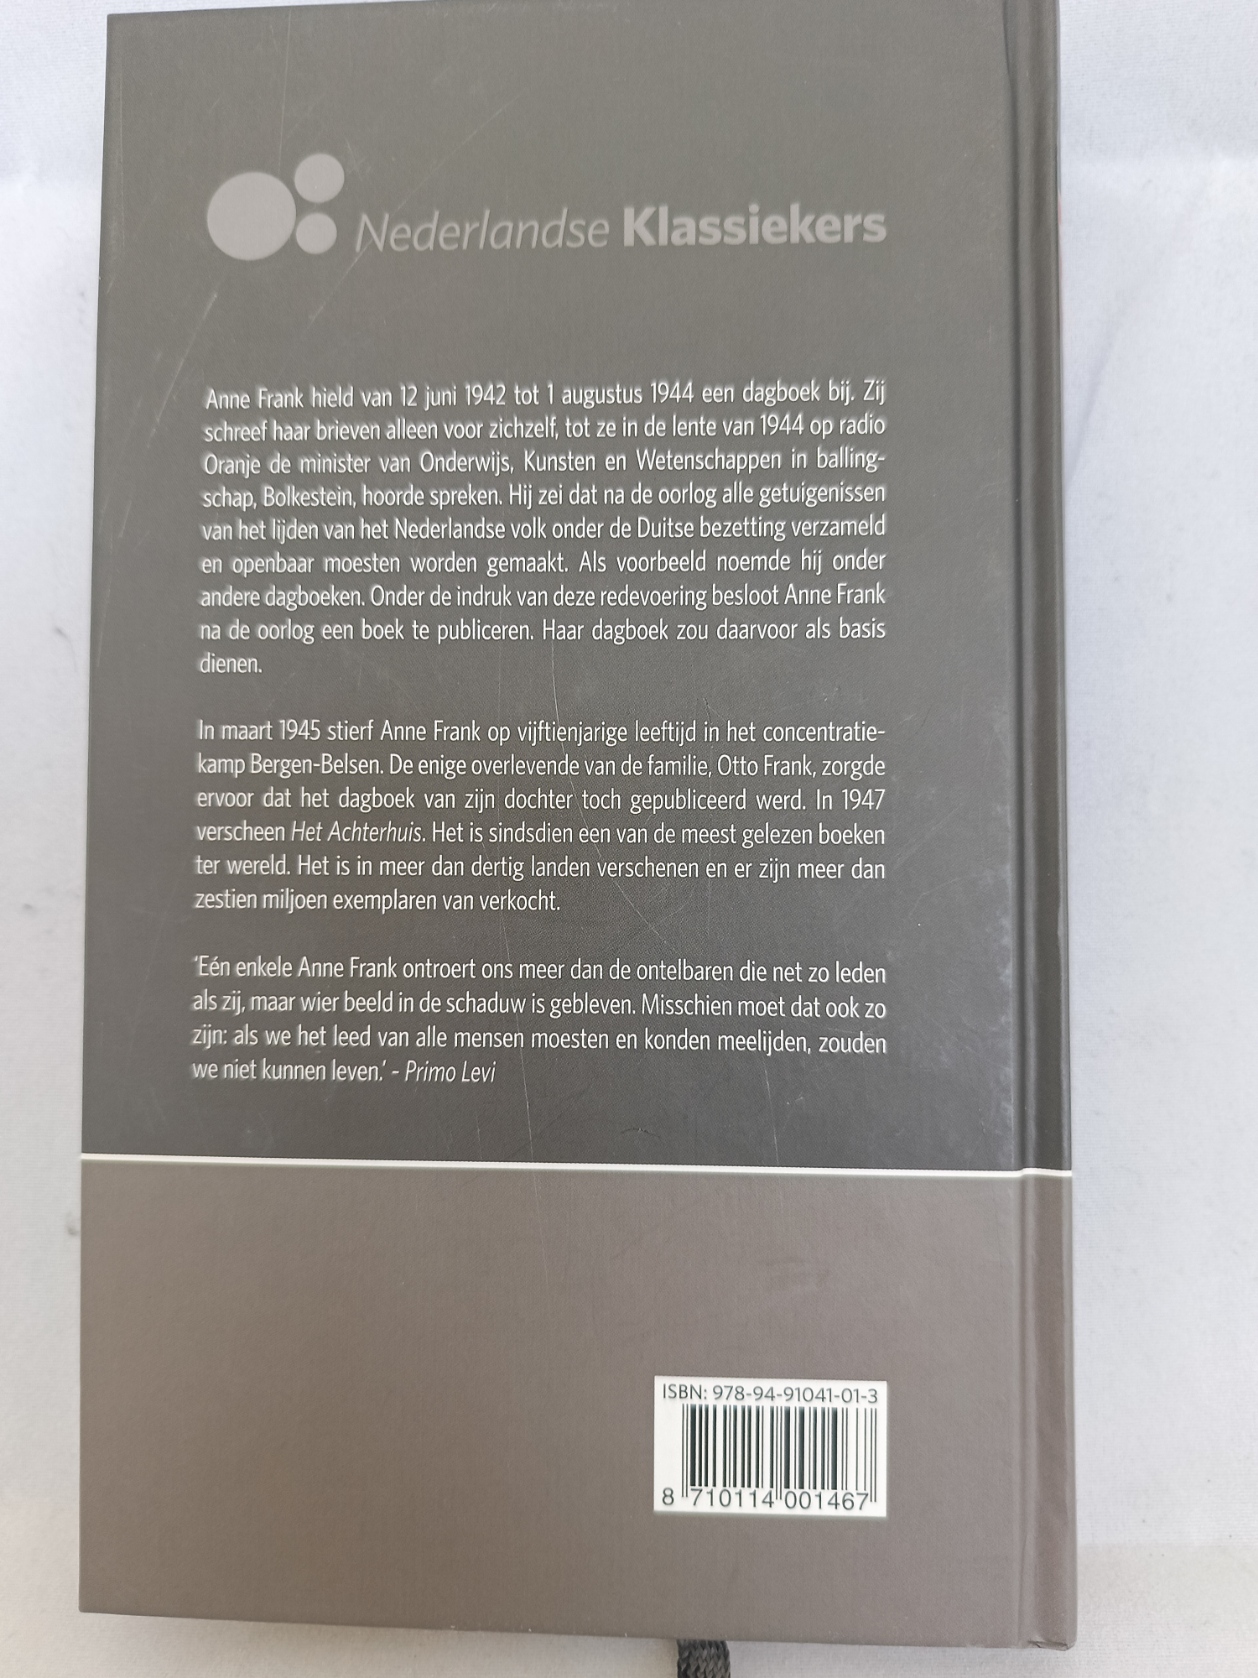 Nederlandse Klassiekers
Anne Frank hield van 12 juni 1942 tot 1 augustus 1944 een dagboek bij. Zij
schreef haar brieven alleen voor zichzelf, tot ze in de lente van 1944 op radio
Oranje de minister van Onderwijs, Kunsten en Wetenschappen in balling-
schap, Bolkestein, hoorde spreken. Hij zei dat na de oorlog alle getuigenissen
van het lijden van het Nederlandse volk onder de Duitse bezetting verzameld
en openbaar moesten worden gemaakt. Als voorbeeld noemde hij onder
andere dagboeken. Onder de indruk van deze redevoering besloot Anne Frank
na de oorlog een boek te publiceren. Haar dagboek zou daarvoor als basis
dienen.
In maart 1945 stierf Anne Frank op vijftienjarige leeftijd in het concentratie-
kamp Bergen-Belsen. De enige overlevende van de familie, Otto Frank, zorgde
ervoor dat het dagboek van zijn dochter toch gepubliceerd werd. In 1947
verscheen Het Achterhuis. Het is sindsdien een van de meest gelezen boeken
ter wereld. Het is in meer dan dertig landen verschenen en er zijn meer dan
zestien miljoen exemplaren van verkocht.
‘Eén enkele Anne Frank ontroert ons meer dan de ontelbaren die net zo leden
als zij, maar wier beeld in de schaduw is gebleven. Misschien moet dat ook zo
zijn: als we het leed van alle mensen moesten en konden meelijden, zouden
we niet kunnen leven.’ - Primo Levi
ISBN: 978-94-91041-01-3
8 710114 001467